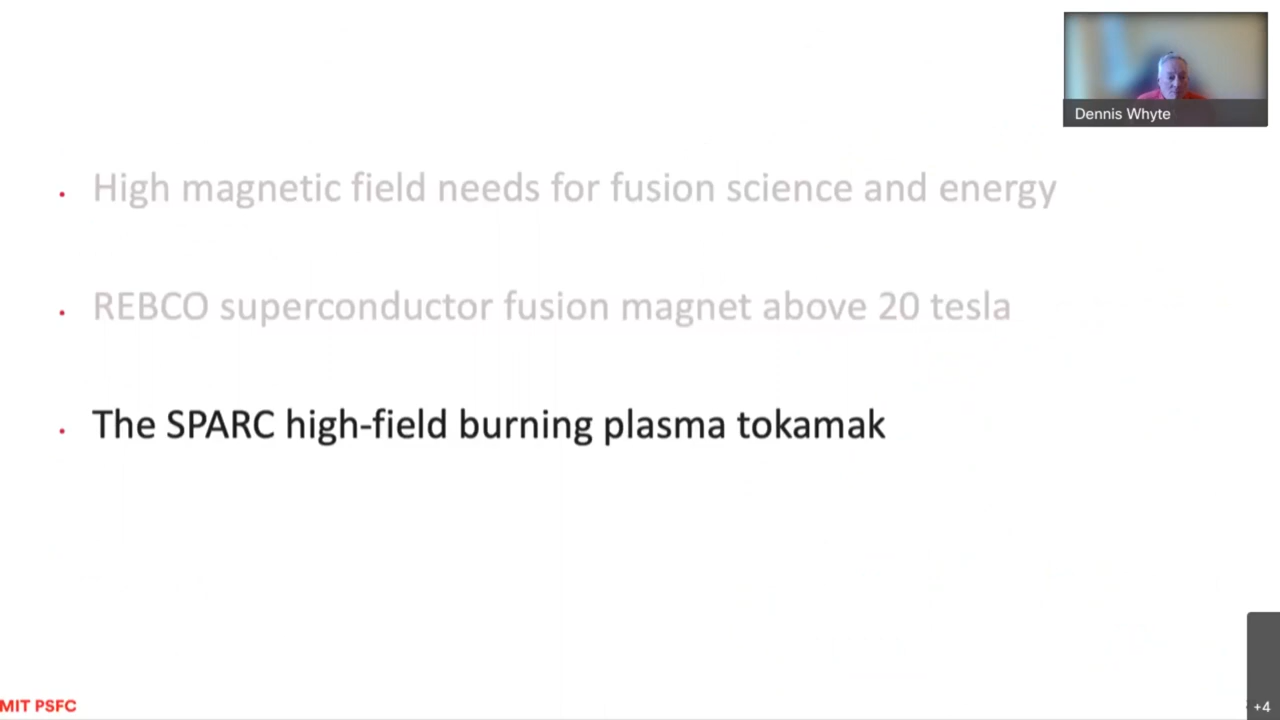 Dennis Whyte
. High magnetic field needs for fusion science and energy
. REBCO superconductor fusion magnet above 20 tesla
. The SPARC high-field burning plasma tokamak
MIT PSFC
+4